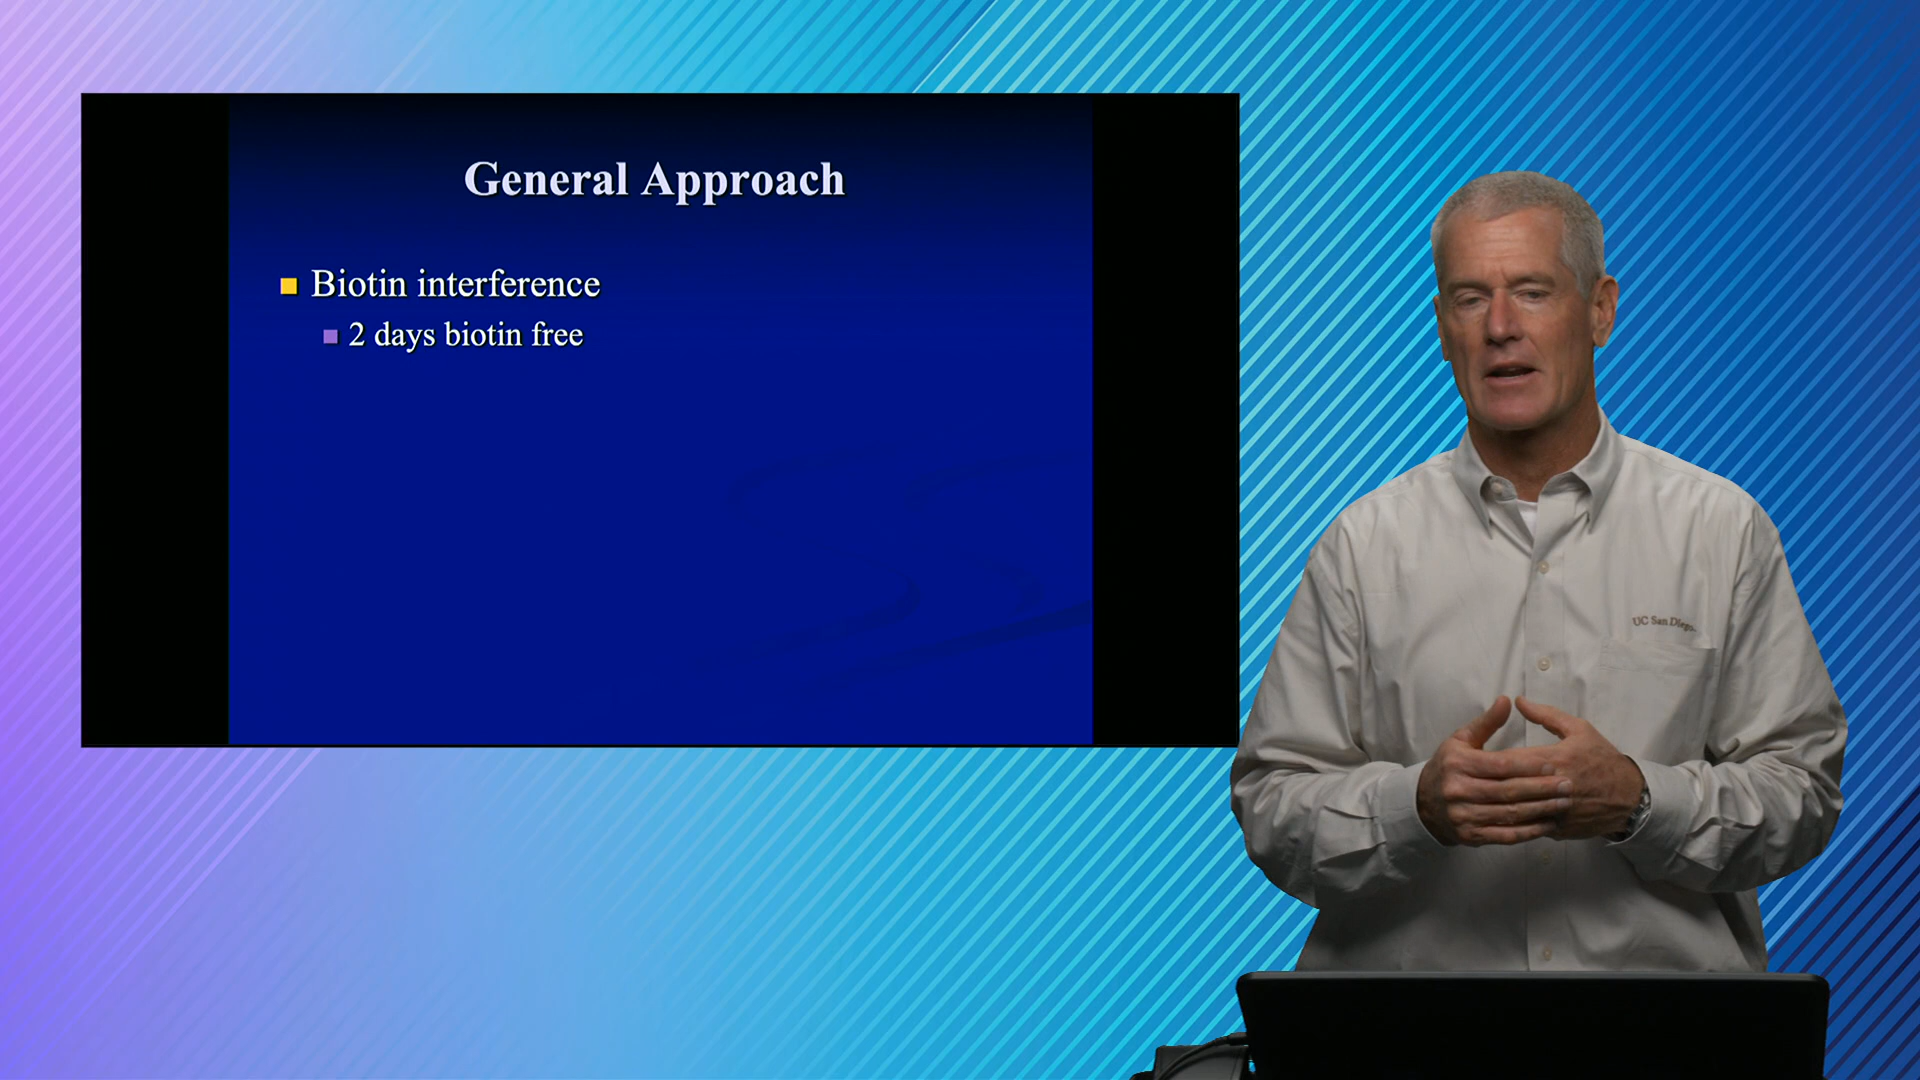 General Approach
Biotin interference
2 days biotin free
UC San Diego